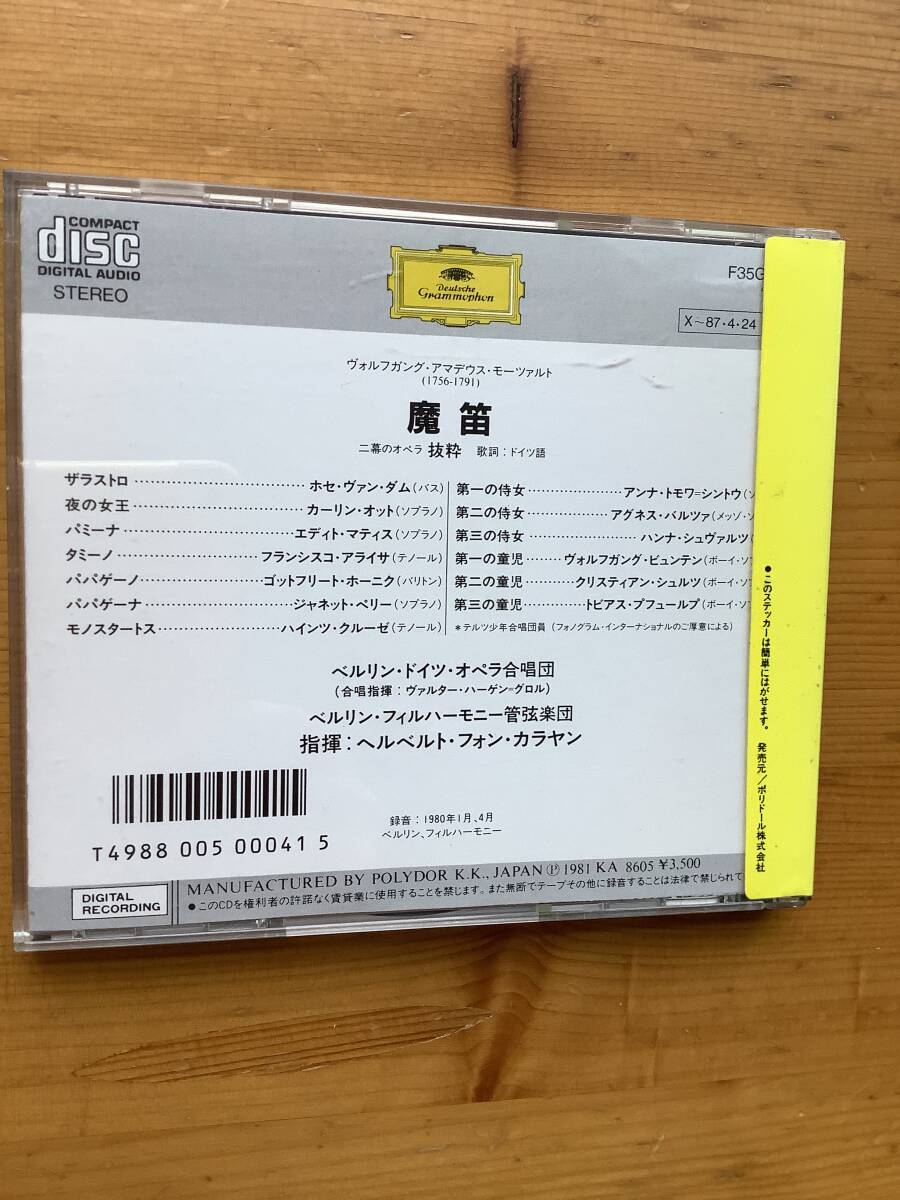 COMPACT
disc
DIGITAL AUDIO
STEREO
Deutsche
Grammophon
F35G
X〜87・4・24
ヴォルフガング・アマデウス・モーツァルト
(1756-1791)
魔笛
二幕のオペラ 抜粋 歌詞：ドイツ語
ザラストロ ホセ・ヴァン・ダム(バス)
夜の女王 カーリン・オット(ソプラノ)
パミーナ エディト・マティス(ソプラノ)
タミーノ フランシスコ・アライサ(テノール)
パパゲーノ ゴットフリート・ホーニク(バリトン)
パパゲーナ ジャネット・ペリー(ソプラノ)
モノスタートス ハインツ・クルーゼ(テノール)
第一の侍女 アンナ・トモワ=シントウ(ソ
第二の侍女 アグネス・バルツァ(メッゾ・ソ
第三の侍女 ハンナ・シュヴァルツ(
第一の童児 ヴォルフガング・ビュンテン(ボーイ・ソプ
第二の童児 クリスティアン・シュルツ(ボーイ・ソプ
第三の童児 トビアス・プフュールプ(ボーイ・ソプ
＊テルツ少年合唱団員(フォノグラム・インターナショナルのご厚意による)
ベルリン・ドイツ・オペラ合唱団
(合唱指揮：ヴァルター・ハーゲン=グロル)
ベルリン・フィルハーモニー管弦楽団
指揮：ヘルベルト・フォン・カラヤン
録音：1980年1月、4月
ベルリン、フィルハーモニー
T4988 005 00041 5
DIGITAL
RECORDING
MANUFACTURED BY POLYDOR K.K., JAPAN Ⓟ 1981 KA 8605 ¥3,500
●このCDを権利者の許諾なく賃貸業に使用することを禁じます。また無断でテープその他に録音することは法律で禁じられて
●このステッカーは簡単にはがせます。 発売元／ポリドール株式会社